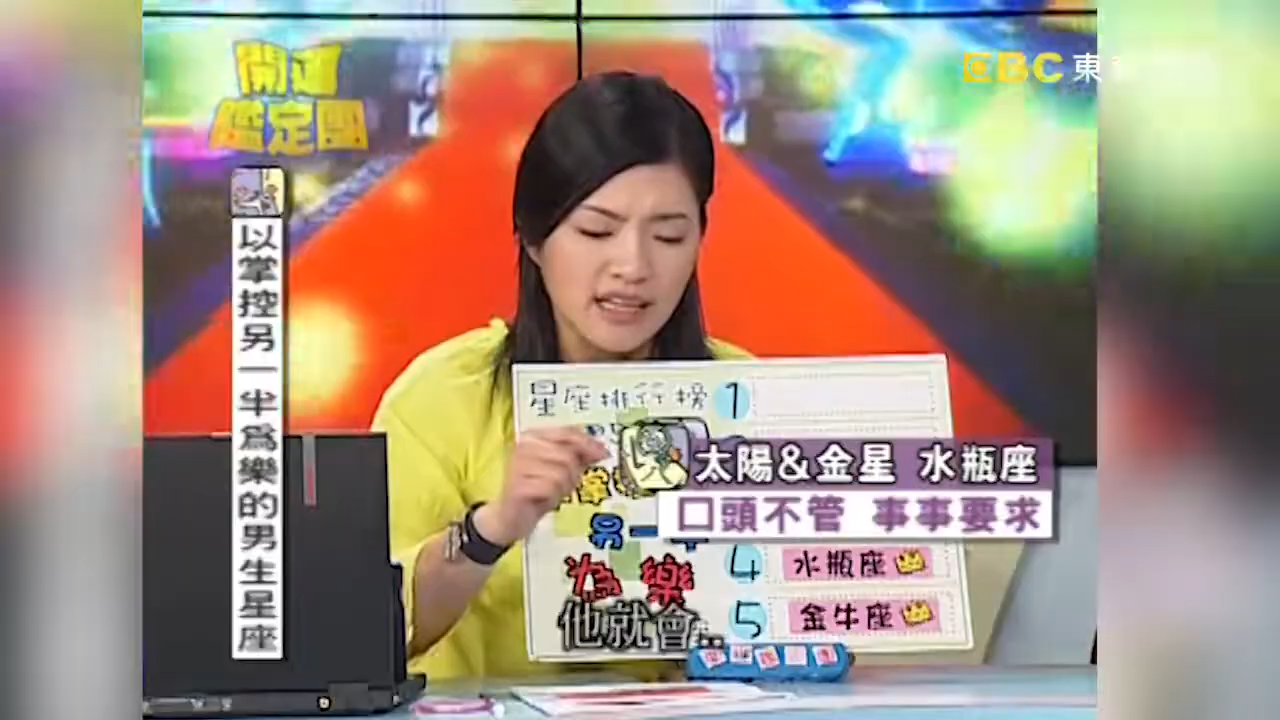 開運
鑑定團
EBC 東
以掌控另一半為樂的男生星座
星座排行榜 1
太陽&金星 水瓶座
口頭不管 事事要求
另一半
為樂
4 水瓶座
5 金牛座
他就會..